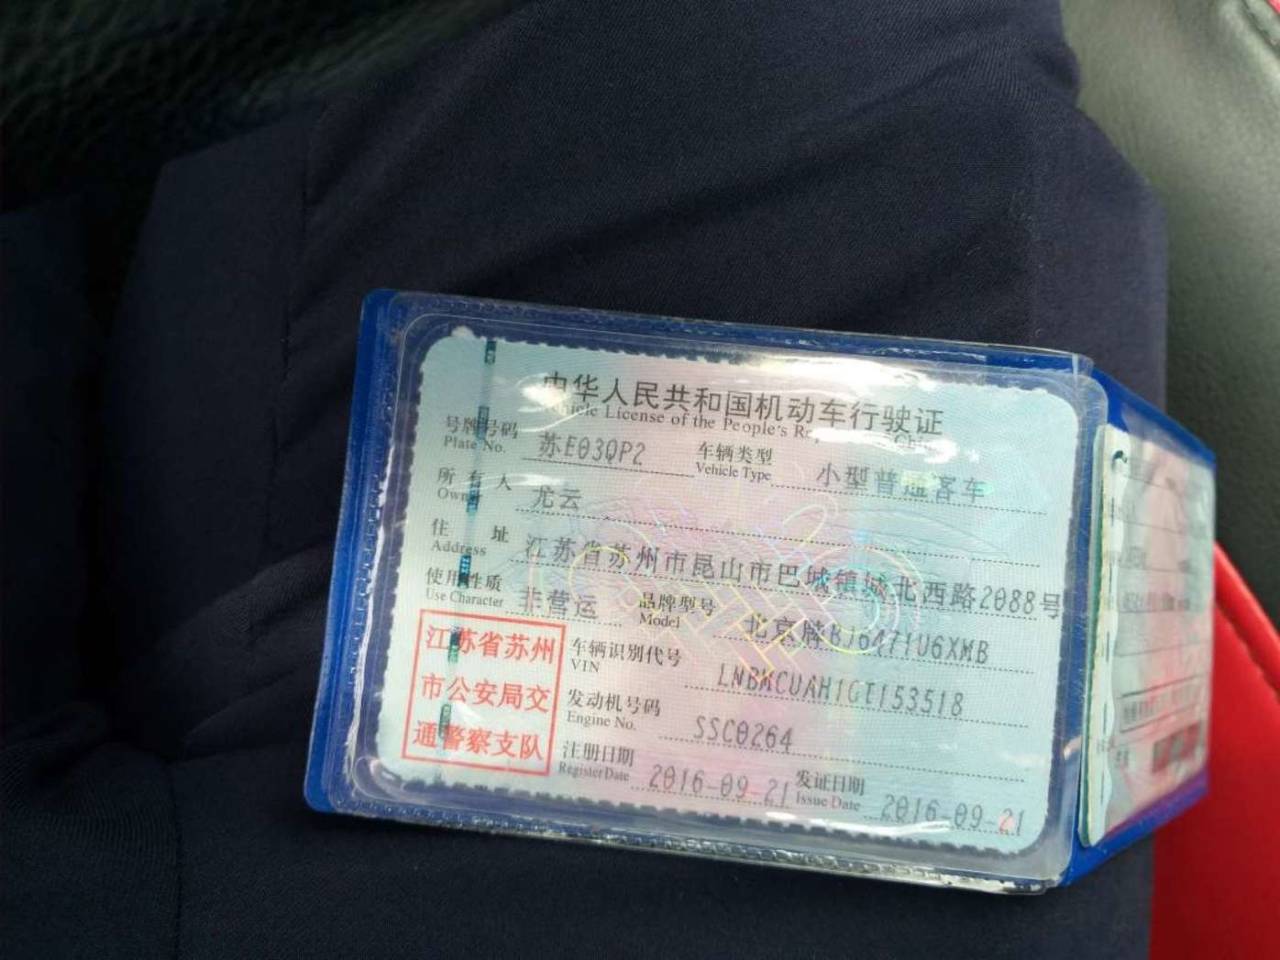 中华人民共和国机动车行驶证
Vehicle License of the People's Republic of China
号牌号码 苏E03QP2 车辆类型 小型普通客车
Plate No. Vehicle Type
所有人 尤云
Owner
住址 江苏省苏州市昆山市巴城镇城北西路2088号
Address
使用性质 非营运 品牌型号 北京牌BJ6471U6XMB
Use Character Model
江苏省苏州
市公安局交
通警察支队
车辆识别代号 LNBMCUAH1GT153518
VIN
发动机号码 SSC0264
Engine No.
注册日期 2016-09-21 发证日期 2016-09-21
Register Date Issue Date